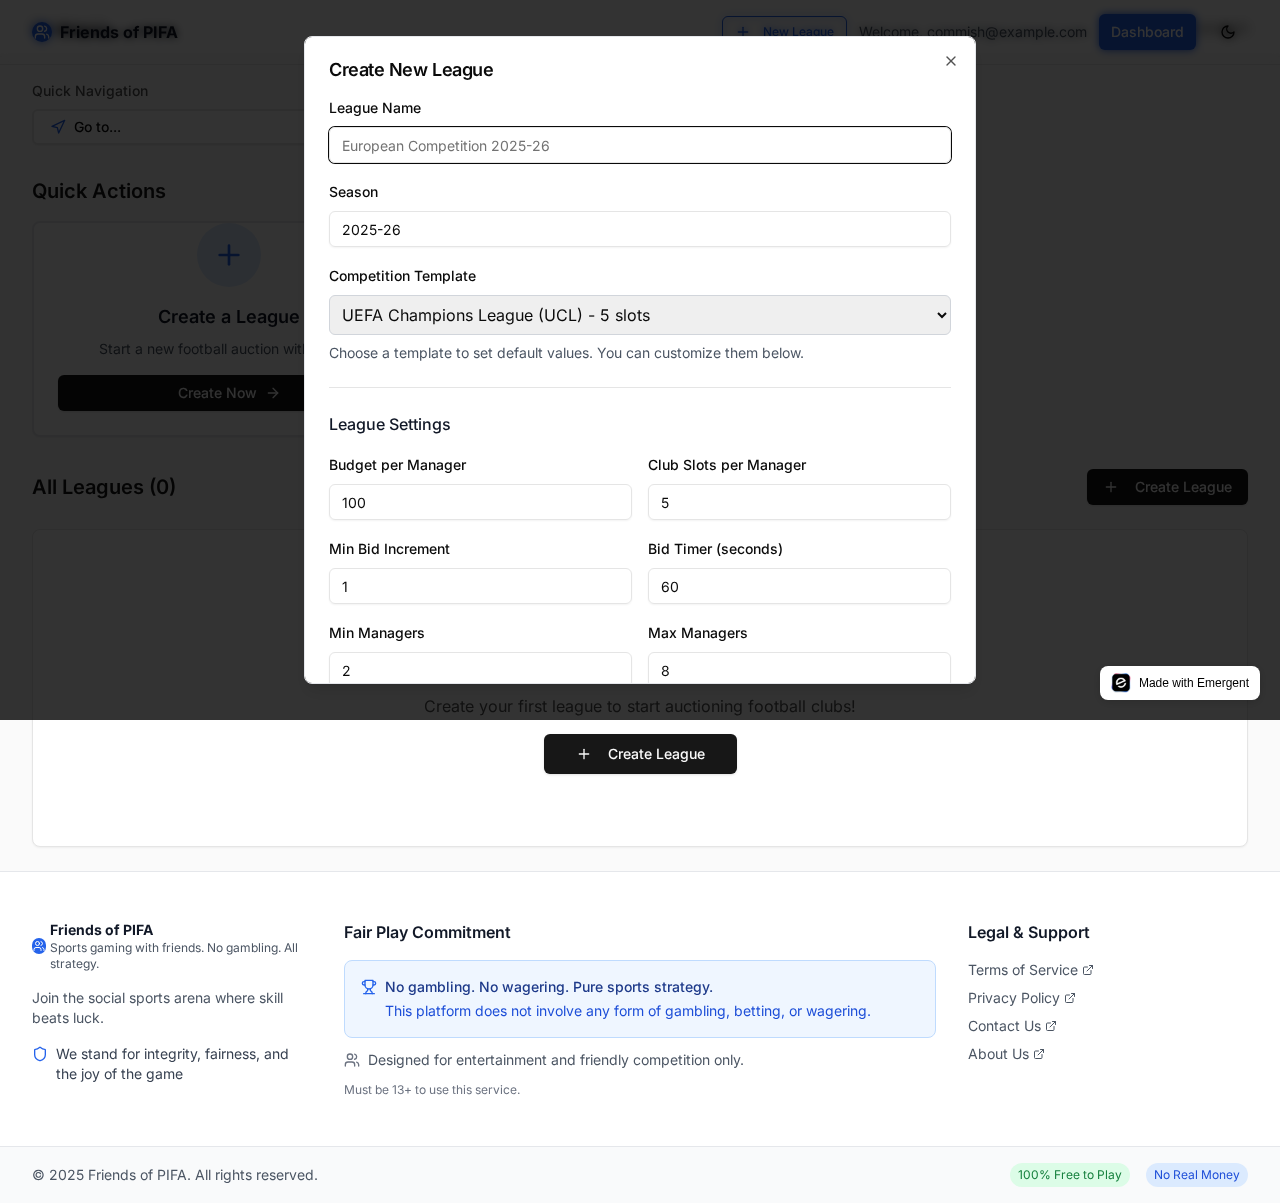 Friends of PIFA
New League
Welcome, commish@example.com
Dashboard
Quick Navigation
Go to...
Quick Actions
Create a League
Start a new football auction with
Create Now
All Leagues (0)
Create League
Create New League
League Name
European Competition 2025-26
Season
2025-26
Competition Template
UEFA Champions League (UCL) - 5 slots
Choose a template to set default values. You can customize them below.
League Settings
Budget per Manager
Club Slots per Manager
100
5
Min Bid Increment
Bid Timer (seconds)
1
60
Min Managers
Max Managers
2
8
Made with Emergent
Create your first league to start auctioning football clubs!
Create League
Friends of PIFA
Sports gaming with friends. No gambling. All
strategy.
Join the social sports arena where skill
beats luck.
We stand for integrity, fairness, and
the joy of the game
Fair Play Commitment
No gambling. No wagering. Pure sports strategy.
This platform does not involve any form of gambling, betting, or wagering.
Designed for entertainment and friendly competition only.
Must be 13+ to use this service.
Legal & Support
Terms of Service
Privacy Policy
Contact Us
About Us
© 2025 Friends of PIFA. All rights reserved.
100% Free to Play
No Real Money